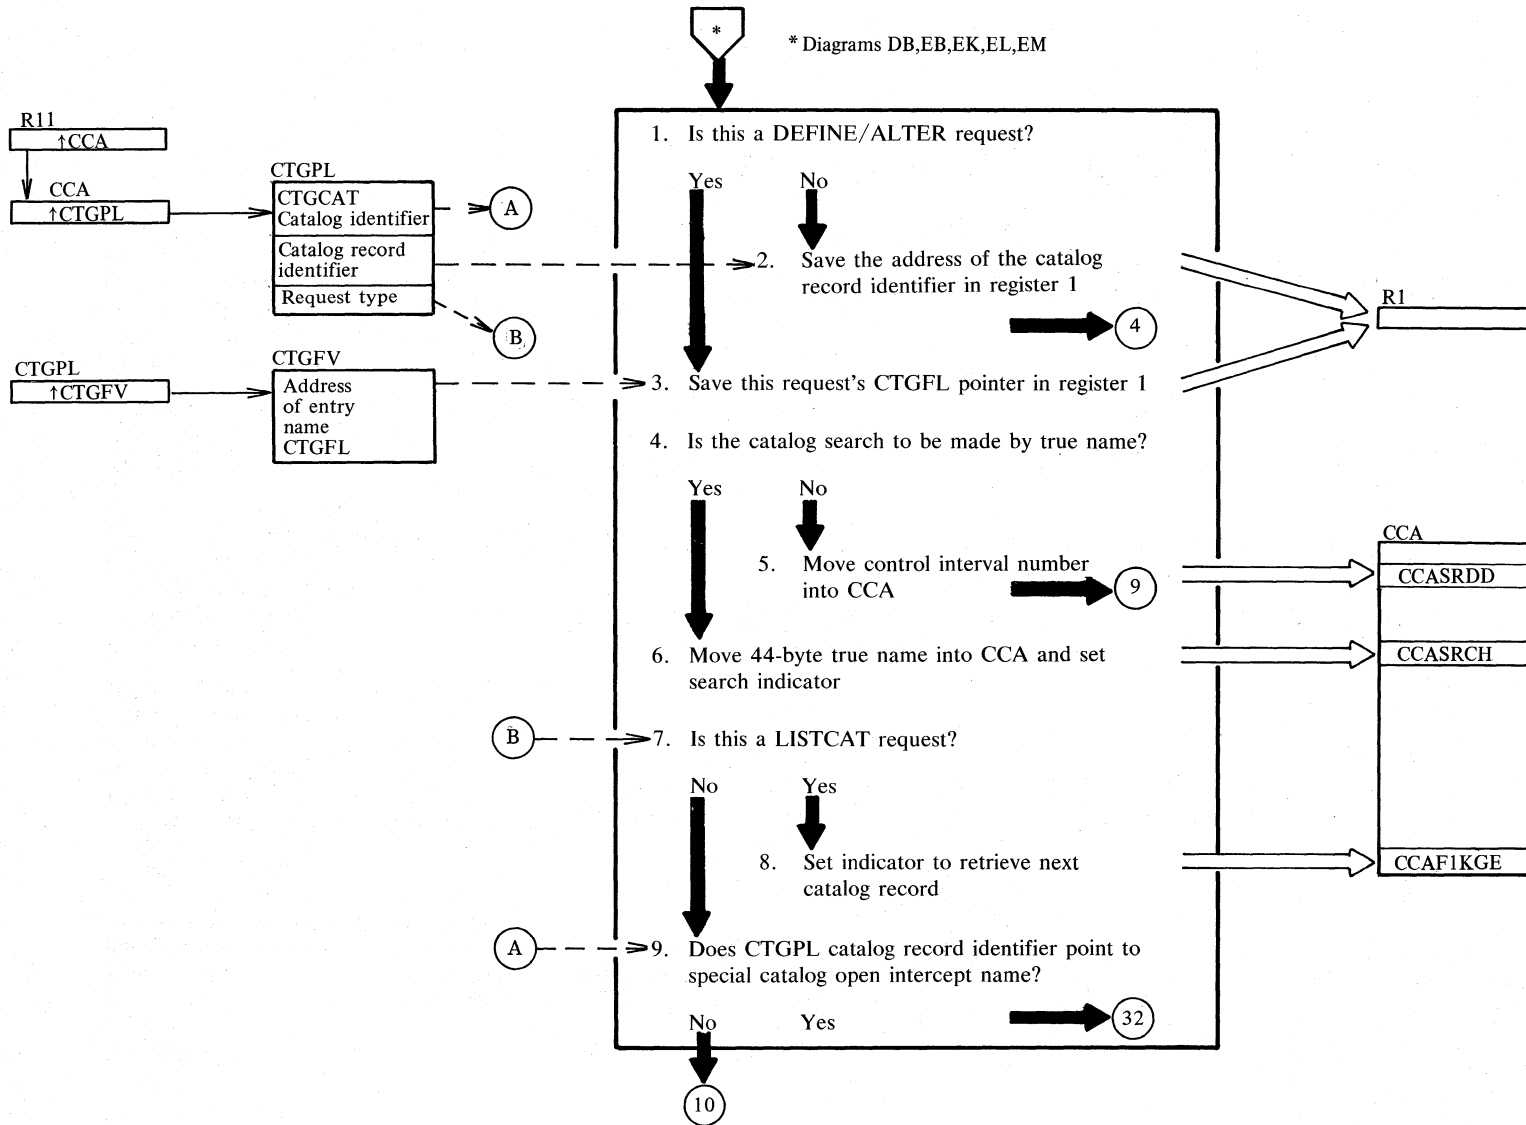 *
* Diagrams DB,EB,EK,EL,EM
R11
↑CCA
CCA
↑CTGPL
CTGPL
CTGCAT
Catalog identifier
Catalog record
identifier
Request type
A
B
CTGPL
↑CTGFV
CTGFV
Address
of entry
name
CTGFL
1. Is this a DEFINE/ALTER request?
Yes No
2. Save the address of the catalog
record identifier in register 1
4
R1
3. Save this request's CTGFL pointer in register 1
4. Is the catalog search to be made by true name?
Yes No
5. Move control interval number
into CCA
9
CCA
CCASRDD
6. Move 44-byte true name into CCA and set
search indicator
CCASRCH
B
7. Is this a LISTCAT request?
No Yes
8. Set indicator to retrieve next
catalog record
CCAF1KGE
A
9. Does CTGPL catalog record identifier point to
special catalog open intercept name?
No Yes
32
10